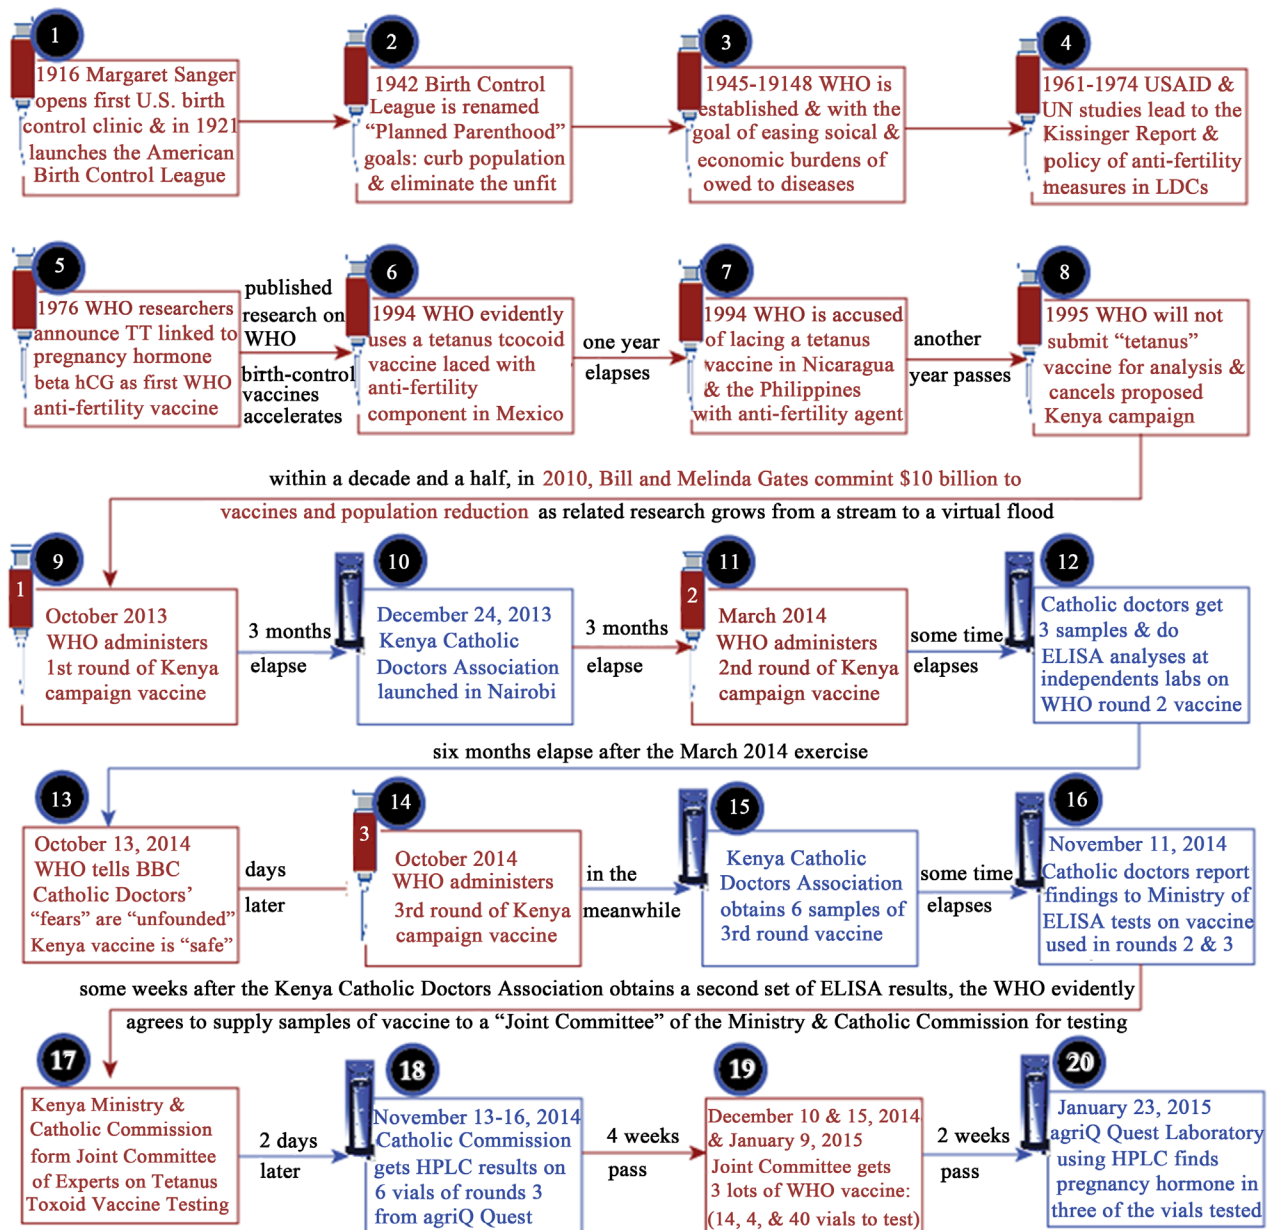 1
1916 Margaret Sanger
opens first U.S. birth
control clinic & in 1921
launches the American
Birth Control League
2
1942 Birth Control
League is renamed
“Planned Parenthood”
goals: curb population
& eliminate the unfit
3
1945-19148 WHO is
established & with the
goal of easing soical &
economic burdens of
owed to diseases
4
1961-1974 USAID &
UN studies lead to the
Kissinger Report &
policy of anti-fertility
measures in LDCs
5
1976 WHO researchers
announce TT linked to
pregnancy hormone
beta hCG as first WHO
anti-fertility vaccine
published
research on
WHO
birth-control
vaccines
accelerates
6
1994 WHO evidently
uses a tetanus tcocoid
vaccine laced with
anti-fertility
component in Mexico
one year
elapses
7
1994 WHO is accused
of lacing a tetanus
vaccine in Nicaragua
& the Philippines
with anti-fertility agent
another
year passes
8
1995 WHO will not
submit “tetanus”
vaccine for analysis &
cancels proposed
Kenya campaign
within a decade and a half, in 2010, Bill and Melinda Gates commint $10 billion to
vaccines and population reduction as related research grows from a stream to a virtual flood
9
1
October 2013
WHO administers
1st round of Kenya
campaign vaccine
3 months
elapse
10
December 24, 2013
Kenya Catholic
Doctors Association
launched in Nairobi
3 months
elapse
11
2
March 2014
WHO administers
2nd round of Kenya
campaign vaccine
some time
elapses
12
Catholic doctors get
3 samples & do
ELISA analyses at
independents labs on
WHO round 2 vaccine
six months elapse after the March 2014 exercise
13
October 13, 2014
WHO tells BBC
Catholic Doctors’
“fears” are “unfounded”
Kenya vaccine is “safe”
days
later
14
3
October 2014
WHO administers
3rd round of Kenya
campaign vaccine
in the
meanwhile
15
Kenya Catholic
Doctors Association
obtains 6 samples of
3rd round vaccine
some time
elapses
16
November 11, 2014
Catholic doctors report
findings to Ministry of
ELISA tests on vaccine
used in rounds 2 & 3
some weeks after the Kenya Catholic Doctors Association obtains a second set of ELISA results, the WHO evidently
agrees to supply samples of vaccine to a “Joint Committee” of the Ministry & Catholic Commission for testing
17
Kenya Ministry &
Catholic Commission
form Joint Committee
of Experts on Tetanus
Toxoid Vaccine Testing
2 days
later
18
November 13-16, 2014
Catholic Commission
gets HPLC results on
6 vials of rounds 3
from agriQ Quest
4 weeks
pass
19
December 10 & 15, 2014
& January 9, 2015
Joint Committee gets
3 lots of WHO vaccine:
(14, 4, & 40 vials to test)
2 weeks
pass
20
January 23, 2015
agriQ Quest Laboratory
using HPLC finds
pregnancy hormone in
three of the vials tested